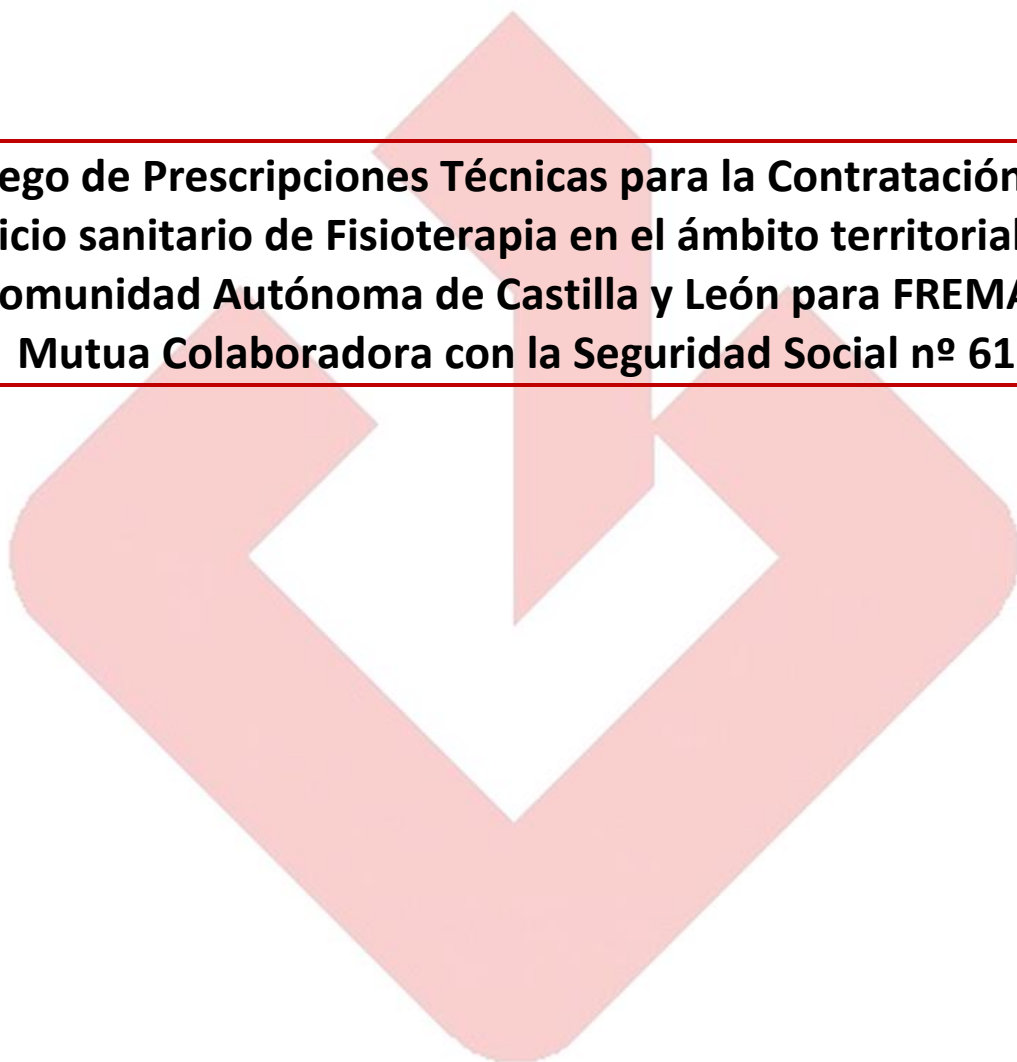 ego de Prescripciones Técnicas para la Contratación
icio sanitario de Fisioterapia en el ámbito territorial
omunidad Autónoma de Castilla y León para FREMA
Mutua Colaboradora con la Seguridad Social nº 61